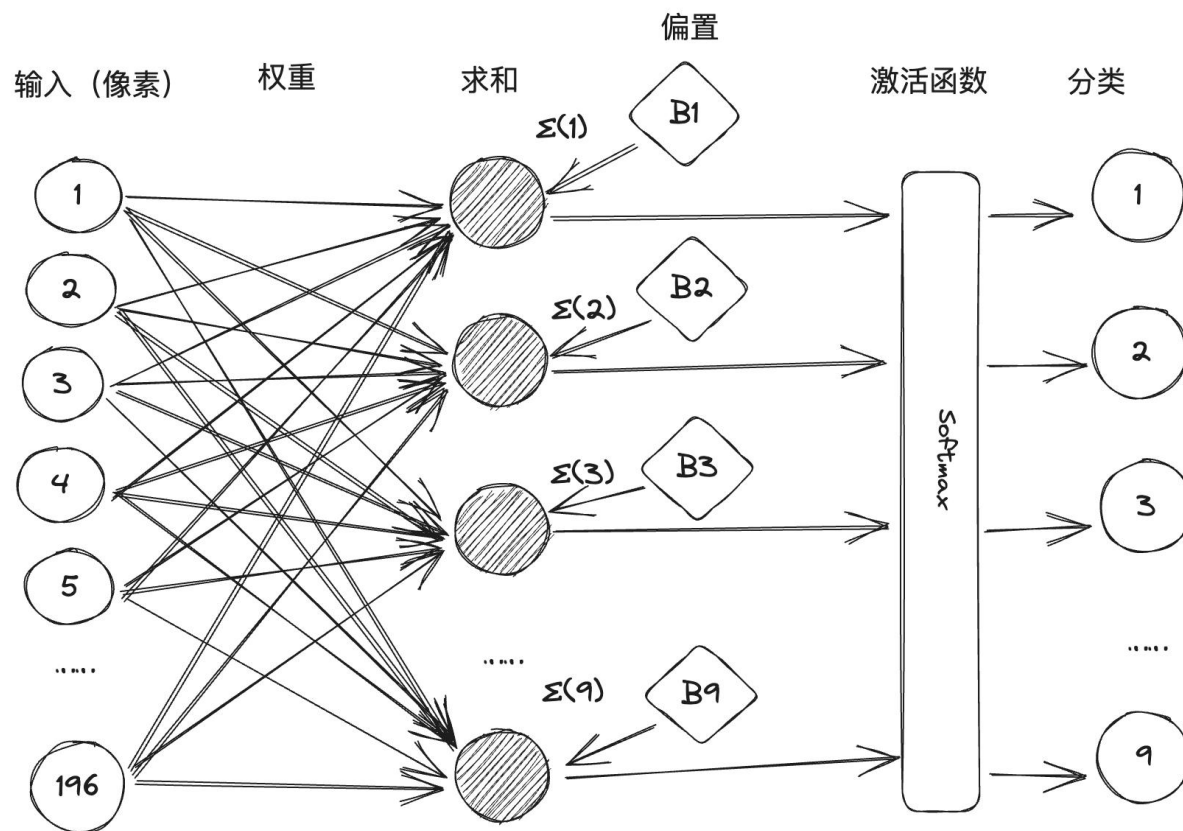 偏置
输入（像素）
权重
求和
激活函数
分类
B1
Σ(1)
1
1
2
B2
Σ(2)
2
3
Softmax
4
B3
Σ(3)
3
5
......
......
......
B9
Σ(9)
196
9